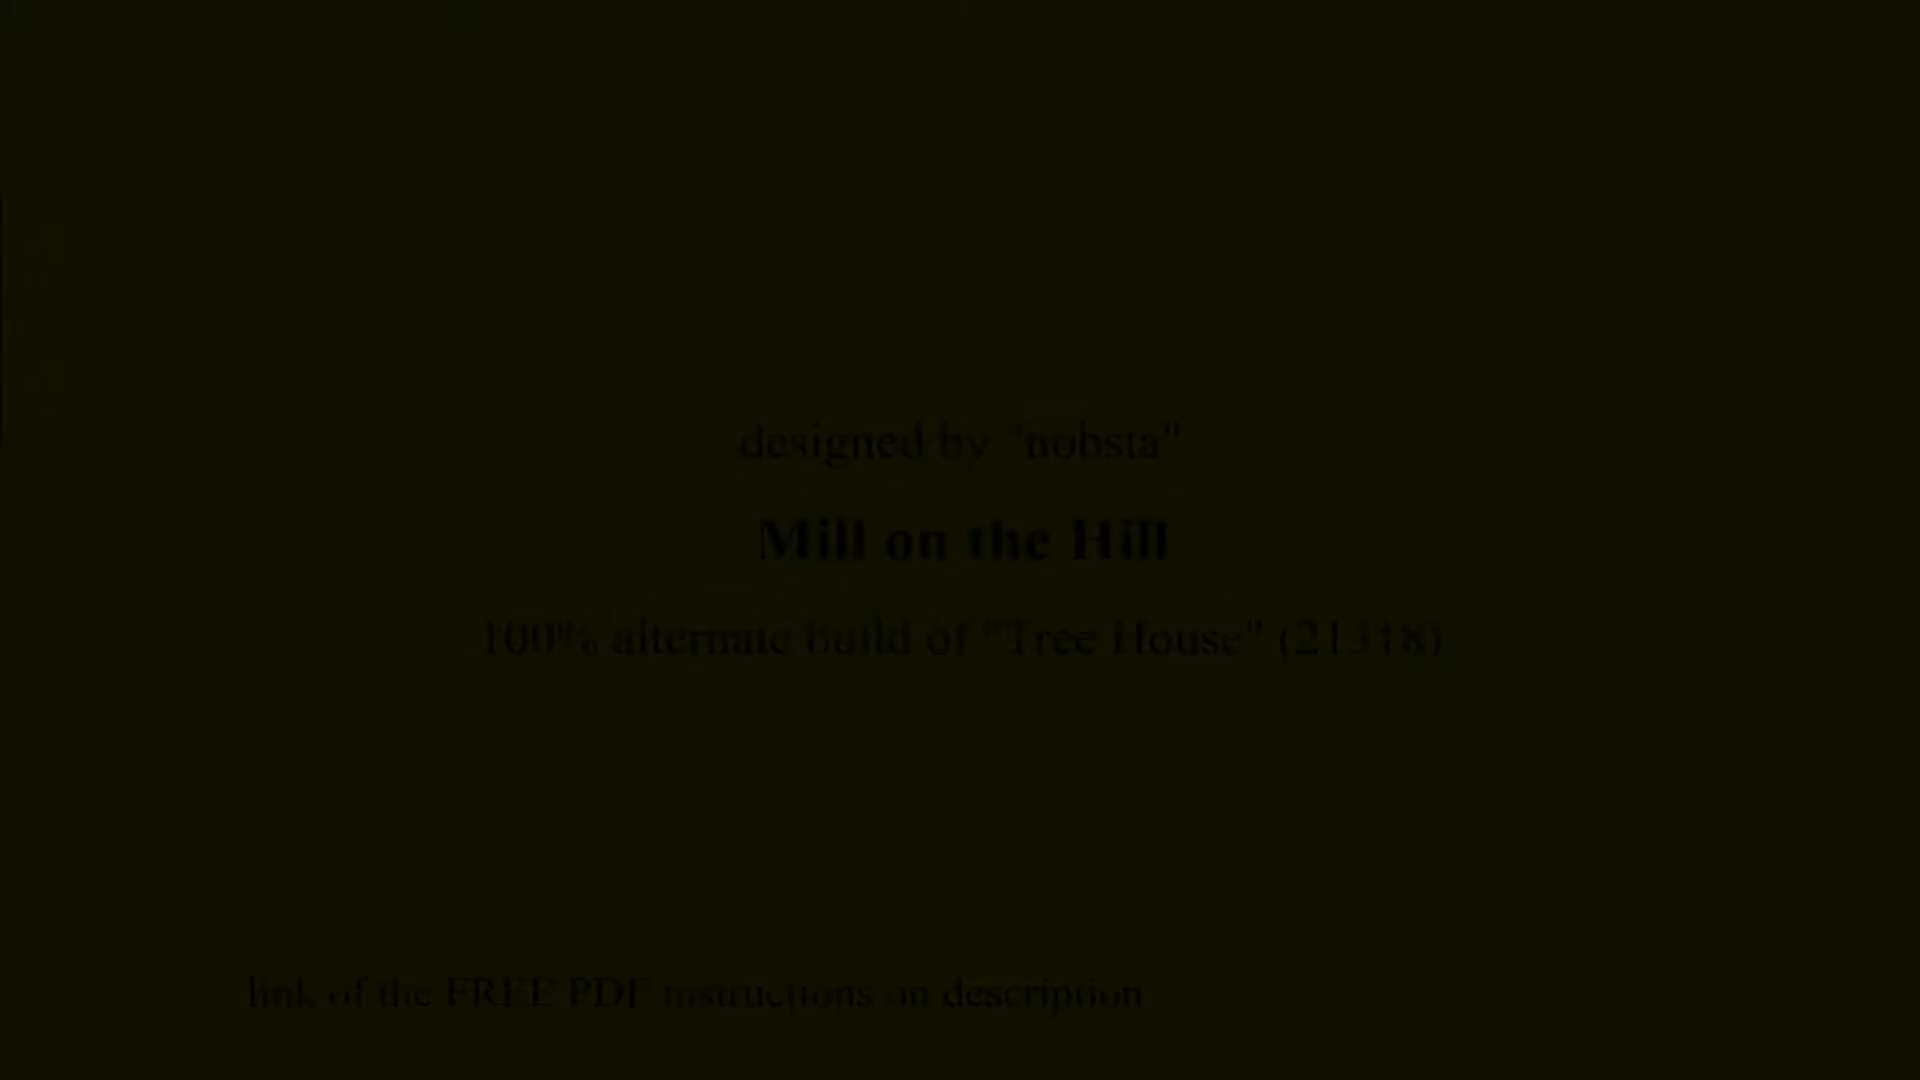 designed by "nobsta"
Mill on the Hill
100% alternate build of "Tree House" (21318)
link of the FREE PDF instructions on description